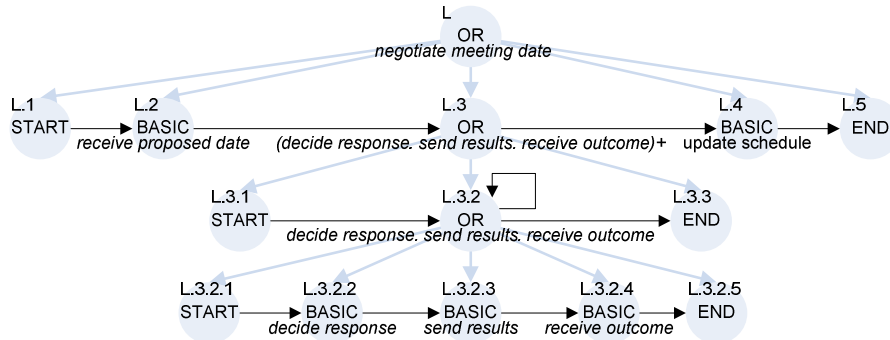 L
OR
negotiate meeting date
L.1 L.2 L.3 L.4 L.5
START BASIC OR BASIC END
receive proposed date (decide response. send results. receive outcome)+ update schedule
L.3.1 L.3.2 L.3.3
START OR END
decide response. send results. receive outcome
L.3.2.1 L.3.2.2 L.3.2.3 L.3.2.4 L.3.2.5
START BASIC BASIC BASIC END
decide response send results receive outcome